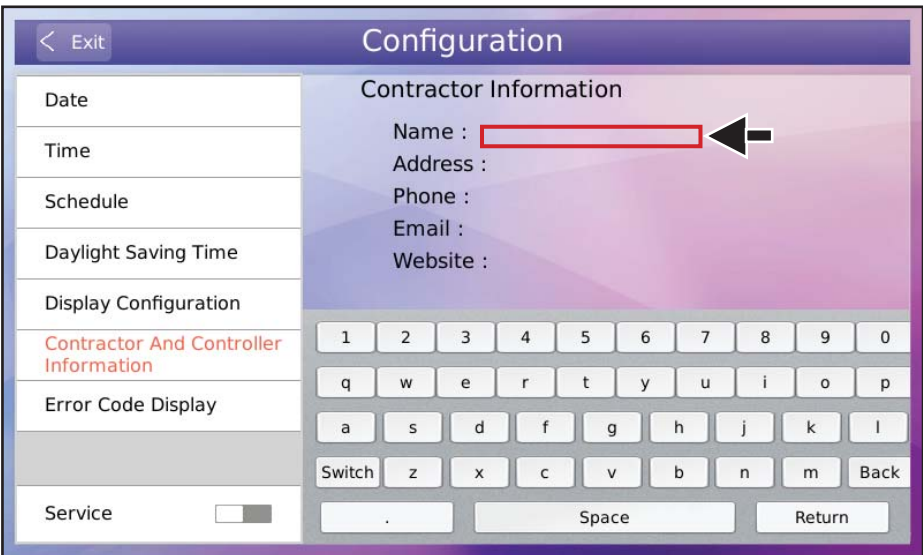 Exit
Configuration
Date
Time
Schedule
Daylight Saving Time
Display Configuration
Contractor And Controller
Information
Error Code Display
Service
Contractor Information
Name :
Address :
Phone :
Email :
Website :
1 2 3 4 5 6 7 8 9 0
q w e r t y u i o p
a s d f g h j k l
Switch z x c v b n m Back
. Space Return